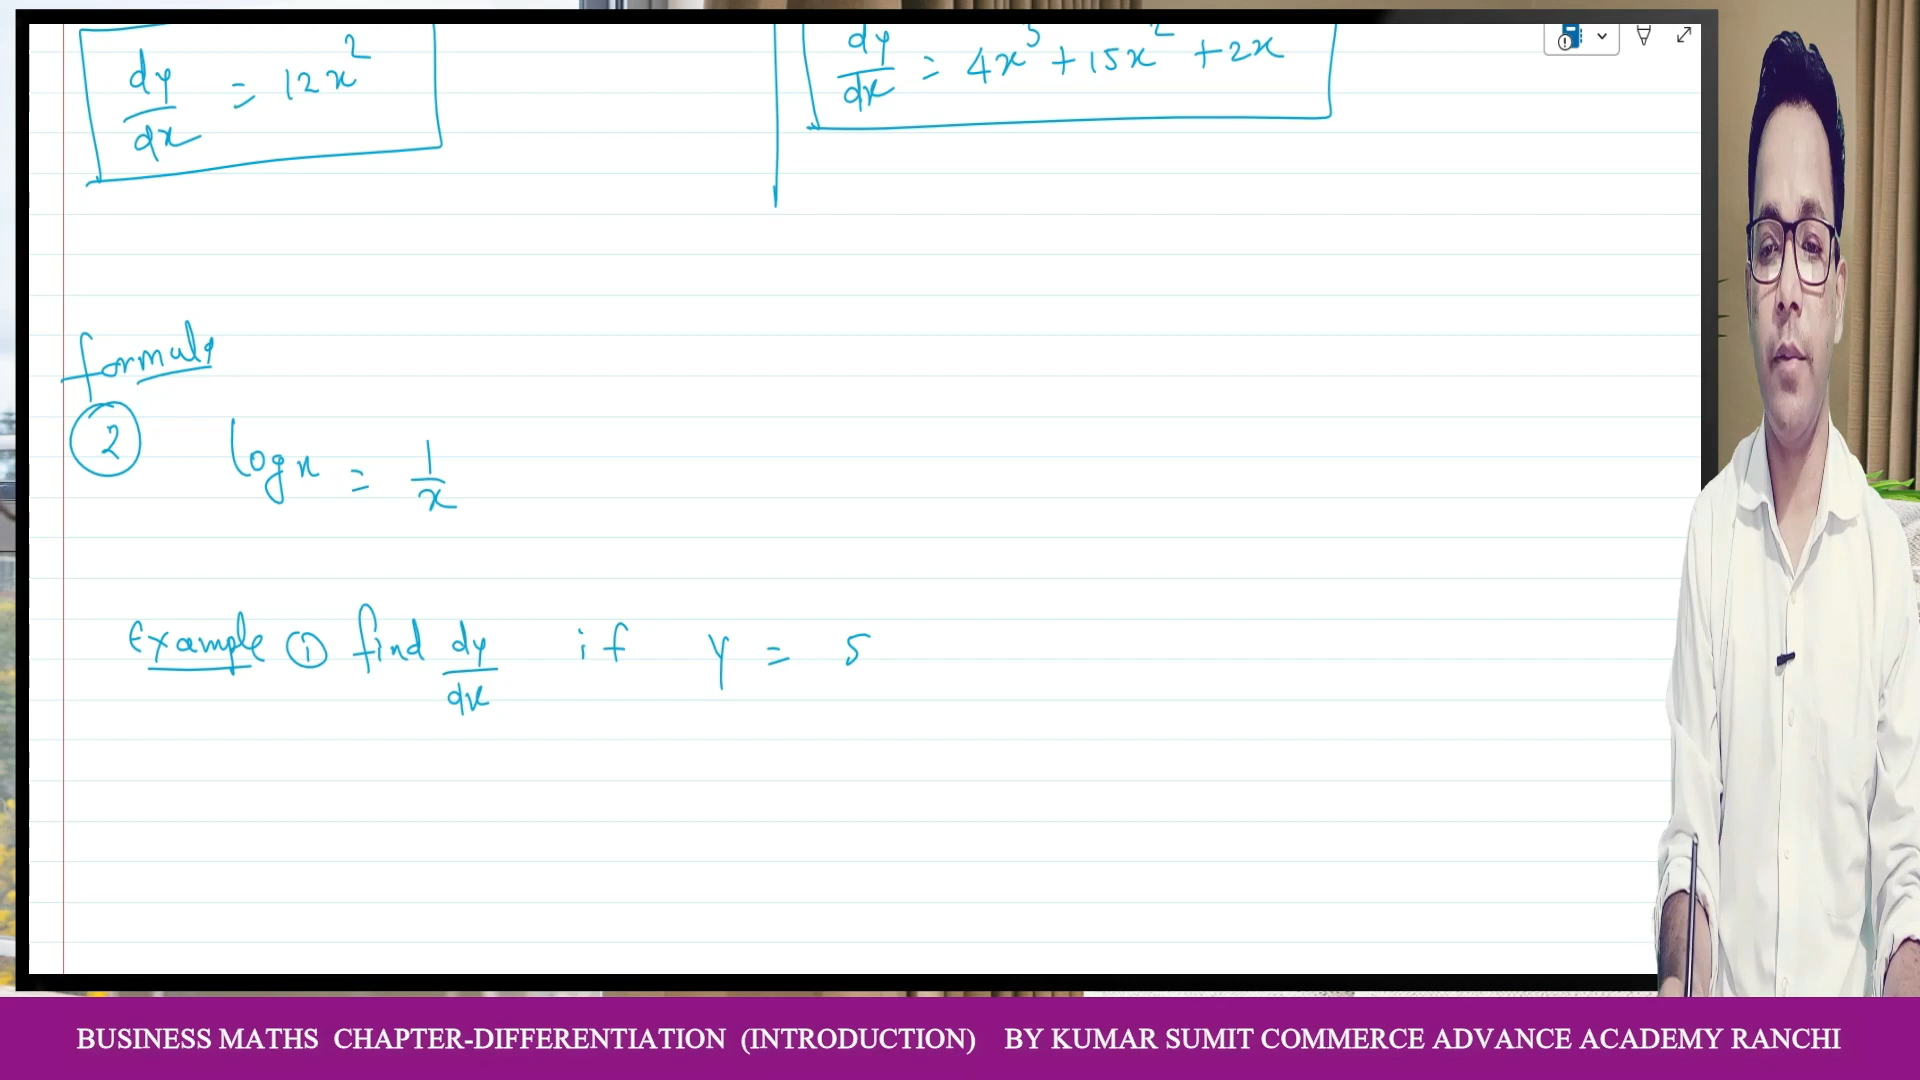 dy/dx = 12x²
dy/dx = 4x³ + 15x² + 2x
formula
② log x = 1/x
Example ① find dy/dx if y = 5
BUSINESS MATHS CHAPTER-DIFFERENTIATION (INTRODUCTION) BY KUMAR SUMIT COMMERCE ADVANCE ACADEMY RANCHI